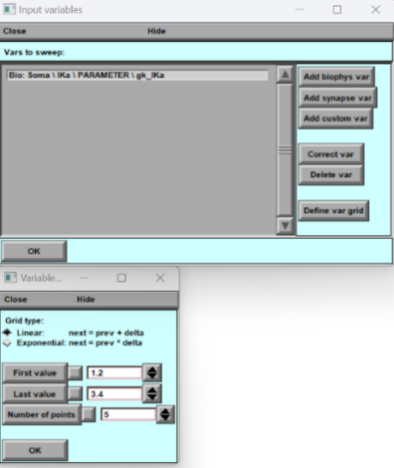 Input variables
Close Hide
Vars to sweep:
Bio: Soma \ IKa \ PARAMETER \ gk_IKa
Add biophys var
Add synapse var
Add custom var
Correct var
Delete var
Define var grid
OK
Variable...
Close Hide
Grid type:
Linear: next = prev + delta
Exponential: next = prev * delta
First value 1.2
Last value 3.4
Number of points 5
OK